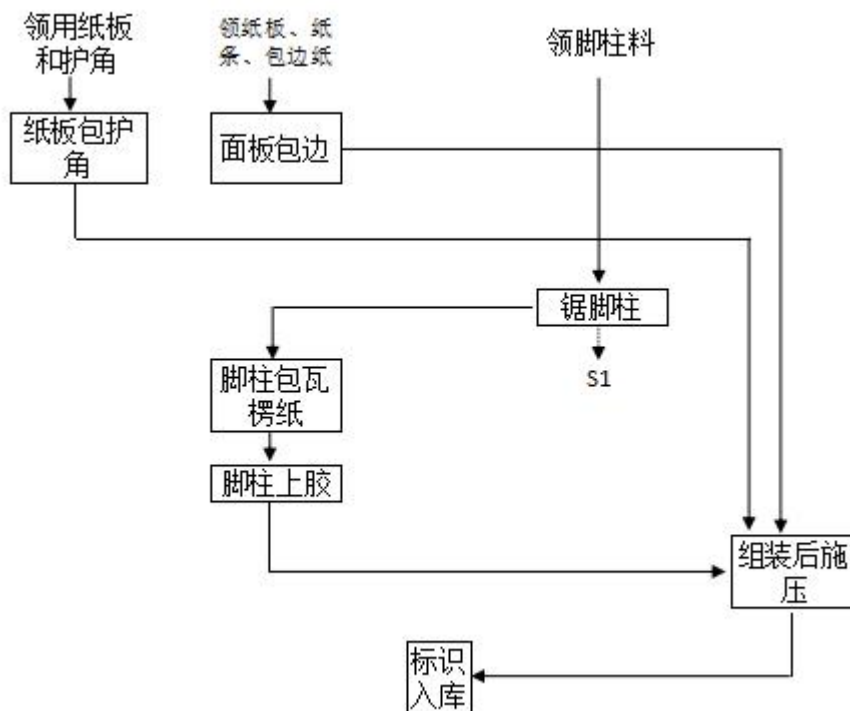 领用纸板
和护角
领纸板、纸
条、包边纸
领脚柱料
纸板包护
角
面板包边
锯脚柱
S1
脚柱包瓦
楞纸
脚柱上胶
组装后施
压
标识
入库